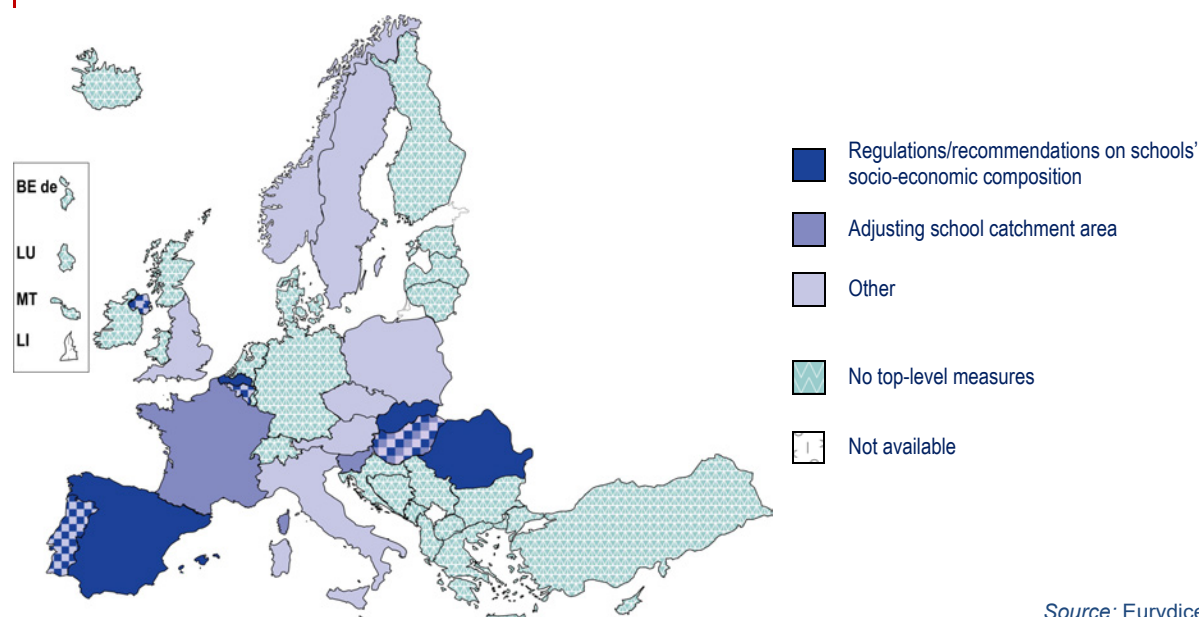 BE de
LU
MT
LI
Regulations/recommendations on schools'
socio-economic composition
Adjusting school catchment area
Other
No top-level measures
Not available
Source: Eurydice